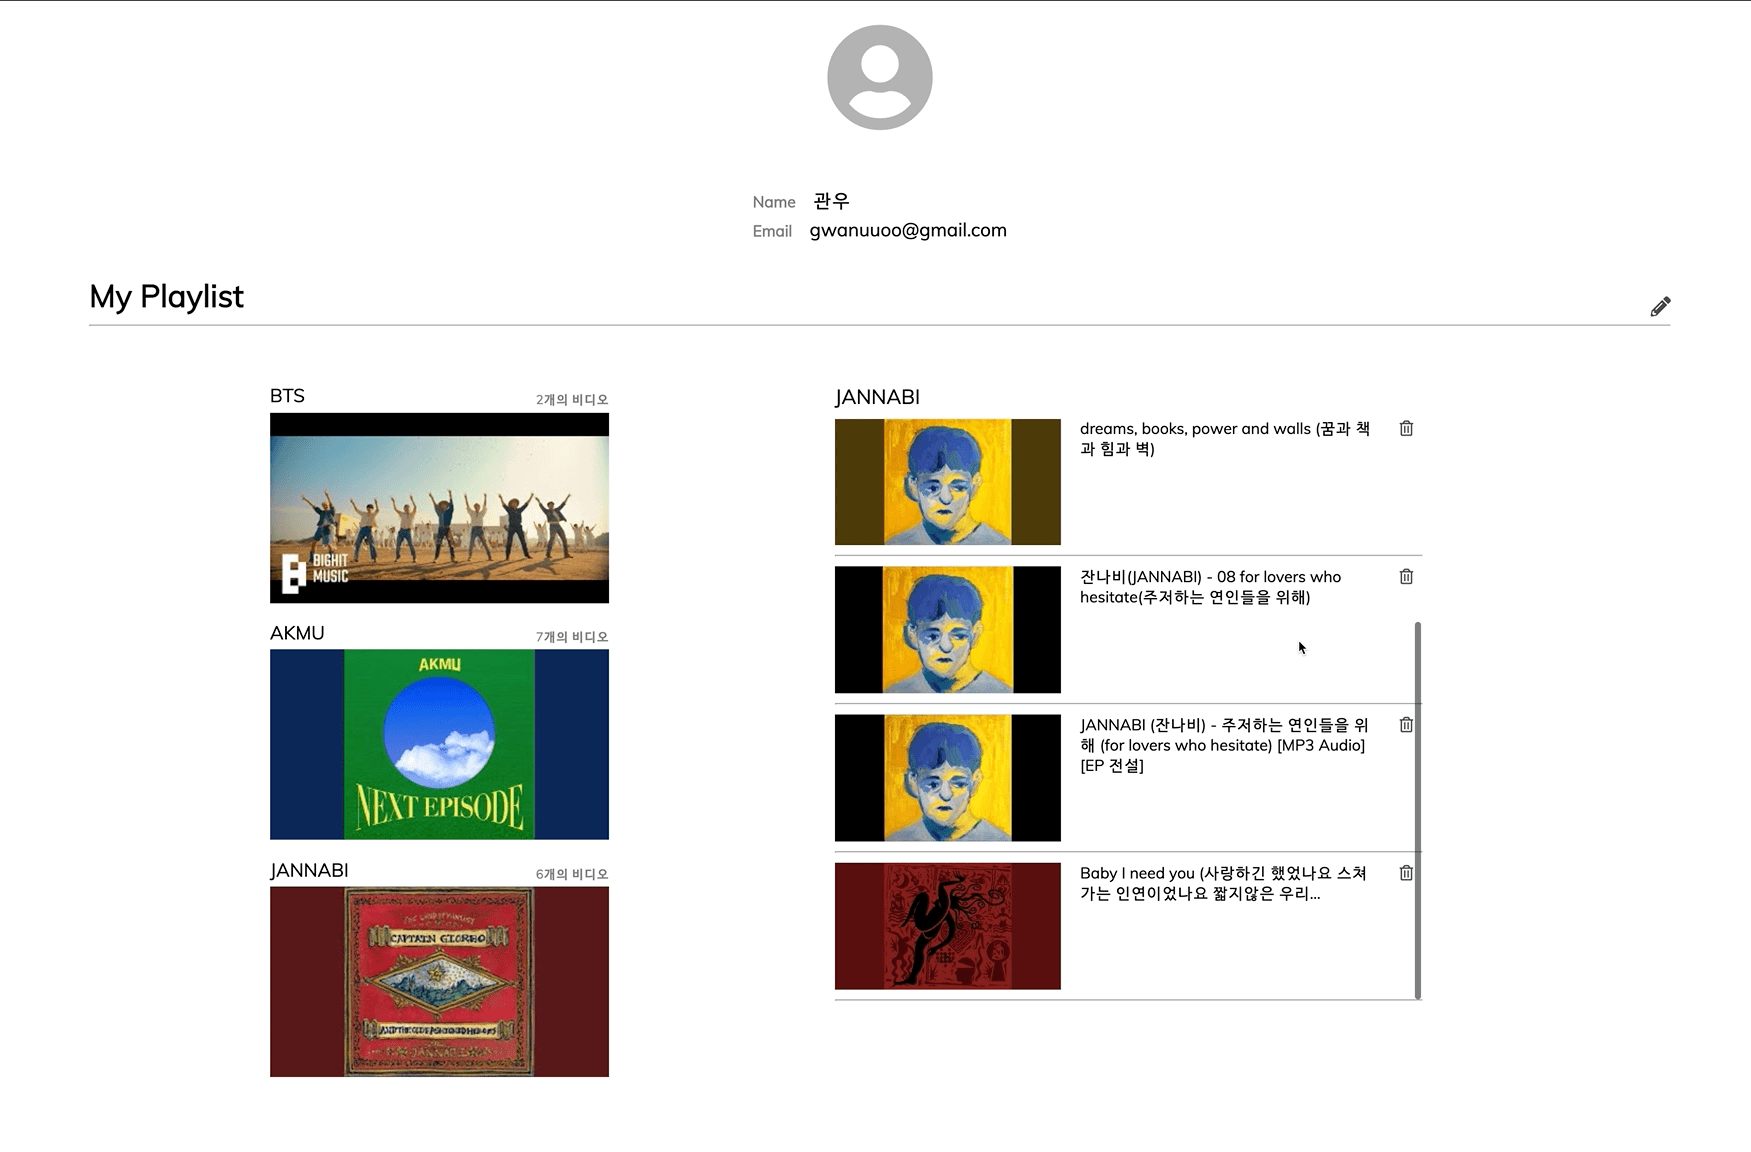 Name 관우
Email gwanuuoo@gmail.com
My Playlist
BTS 2개의 비디오
BIGHIT
MUSIC
AKMU 7개의 비디오
AKMU
NEXT EPISODE
JANNABI 6개의 비디오
CAPTAIN
JANNABI
JANNABI
dreams, books, power and walls (꿈과 책
과 힘과 벽)
잔나비(JANNABI) - 08 for lovers who
hesitate(주저하는 연인들을 위해)
JANNABI (잔나비) - 주저하는 연인들을 위
해 (for lovers who hesitate) [MP3 Audio]
[EP 전설]
Baby I need you (사랑하긴 했었나요 스쳐
가는 인연이었나요 짧지않은 우리...